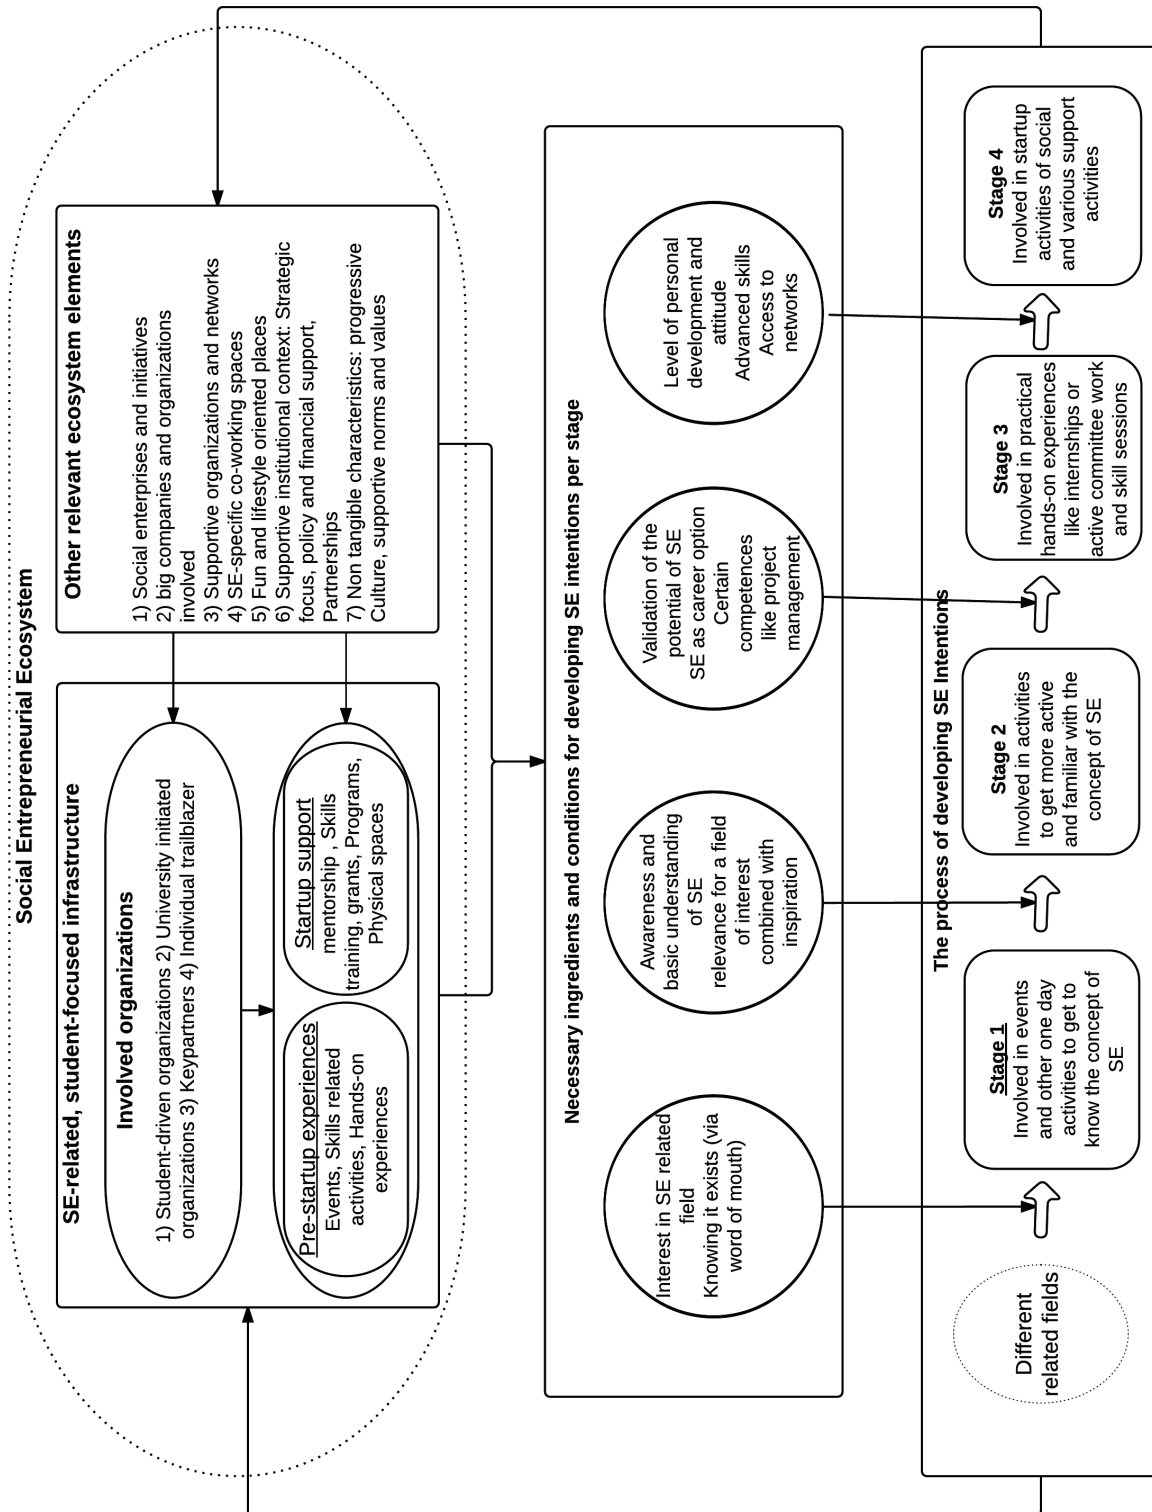 Social Entrepreneurial Ecosystem
SE-related, student-focused infrastructure
Involved organizations
1) Student-driven organizations 2) University initiated
organizations 3) Keypartners 4) Individual trailblazer
Pre-startup experiences
Events, Skills related
activities, Hands-on
experiences
Startup support
mentorship , Skills
training, grants, Programs,
Physical spaces
Other relevant ecosystem elements
1) Social enterprises and initiatives
2) big companies and organizations
involved
3) Supportive organizations and networks
4) SE-specific co-working spaces
5) Fun and lifestyle oriented places
6) Supportive institutional context: Strategic
focus, policy and financial support,
Partnerships
7) Non tangible characteristics: progressive
Culture, supportive norms and values
Necessary ingredients and conditions for developing SE intentions per stage
Interest in SE related
field
Knowing it exists (via
word of mouth)
Awareness and
basic understanding
of SE
relevance for a field
of interest
combined with
inspiration
Validation of the
potential of SE
SE as career option
Certain
competences
like project
management
Level of personal
development and
attitude
Advanced skills
Access to
networks
The process of developing SE Intentions
Different
related fields
Stage 1
Involved in events
and other one day
activities to get to
know the concept of
SE
Stage 2
Involved in activities
to get more active
and familiar with the
concept of SE
Stage 3
Involved in practical
hands-on experiences
like internships or
active committee work
and skill sessions
Stage 4
Involved in startup
activities of social
and various support
activities